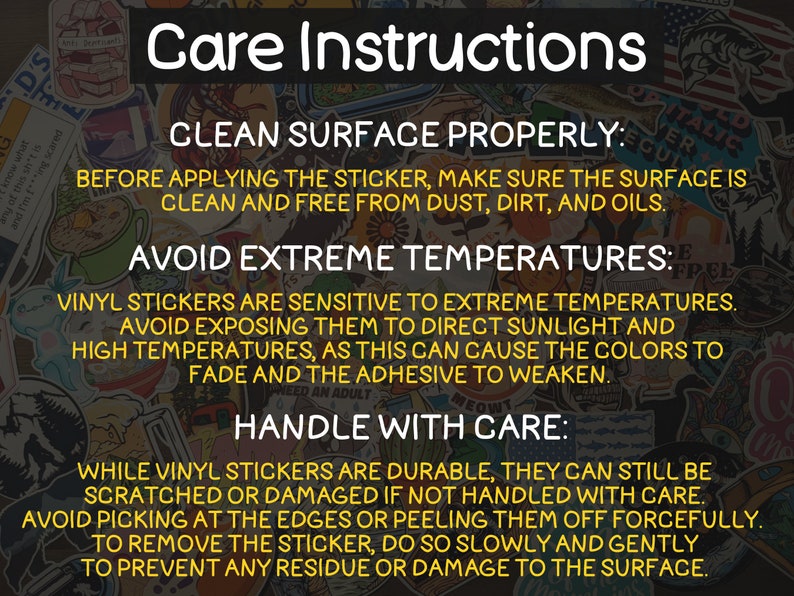 Care Instructions
CLEAN SURFACE PROPERLY:
BEFORE APPLYING THE STICKER, MAKE SURE THE SURFACE IS
CLEAN AND FREE FROM DUST, DIRT, AND OILS.
AVOID EXTREME TEMPERATURES:
VINYL STICKERS ARE SENSITIVE TO EXTREME TEMPERATURES.
AVOID EXPOSING THEM TO DIRECT SUNLIGHT AND
HIGH TEMPERATURES, AS THIS CAN CAUSE THE COLORS TO
FADE AND THE ADHESIVE TO WEAKEN.
NEED AN ADULT
MEOWT
HANDLE WITH CARE:
WHILE VINYL STICKERS ARE DURABLE, THEY CAN STILL BE
SCRATCHED OR DAMAGED IF NOT HANDLED WITH CARE.
AVOID PICKING AT THE EDGES OR PEELING THEM OFF FORCEFULLY.
TO REMOVE THE STICKER, DO SO SLOWLY AND GENTLY
TO PREVENT ANY RESIDUE OR DAMAGE TO THE SURFACE.